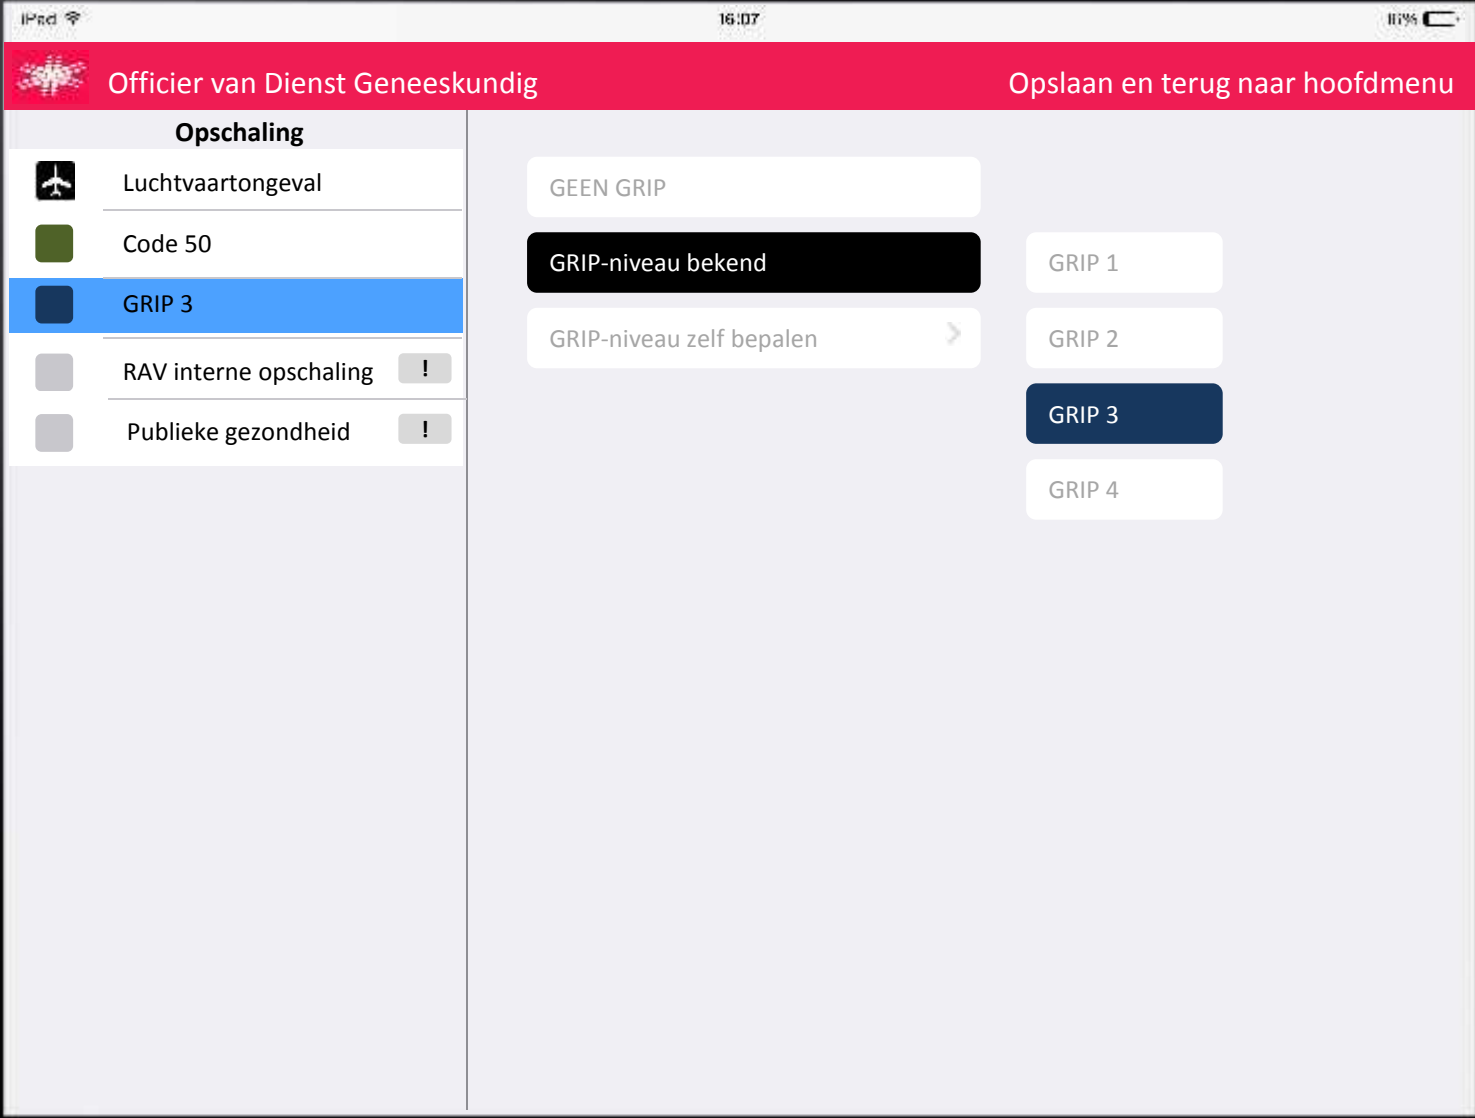 iPad
16:07
Officier van Dienst Geneeskundig
Opslaan en terug naar hoofdmenu
Opschaling
Luchtvaartongeval
Code 50
GRIP 3
RAV interne opschaling !
Publieke gezondheid !
GEEN GRIP
GRIP-niveau bekend
GRIP-niveau zelf bepalen
GRIP 1
GRIP 2
GRIP 3
GRIP 4